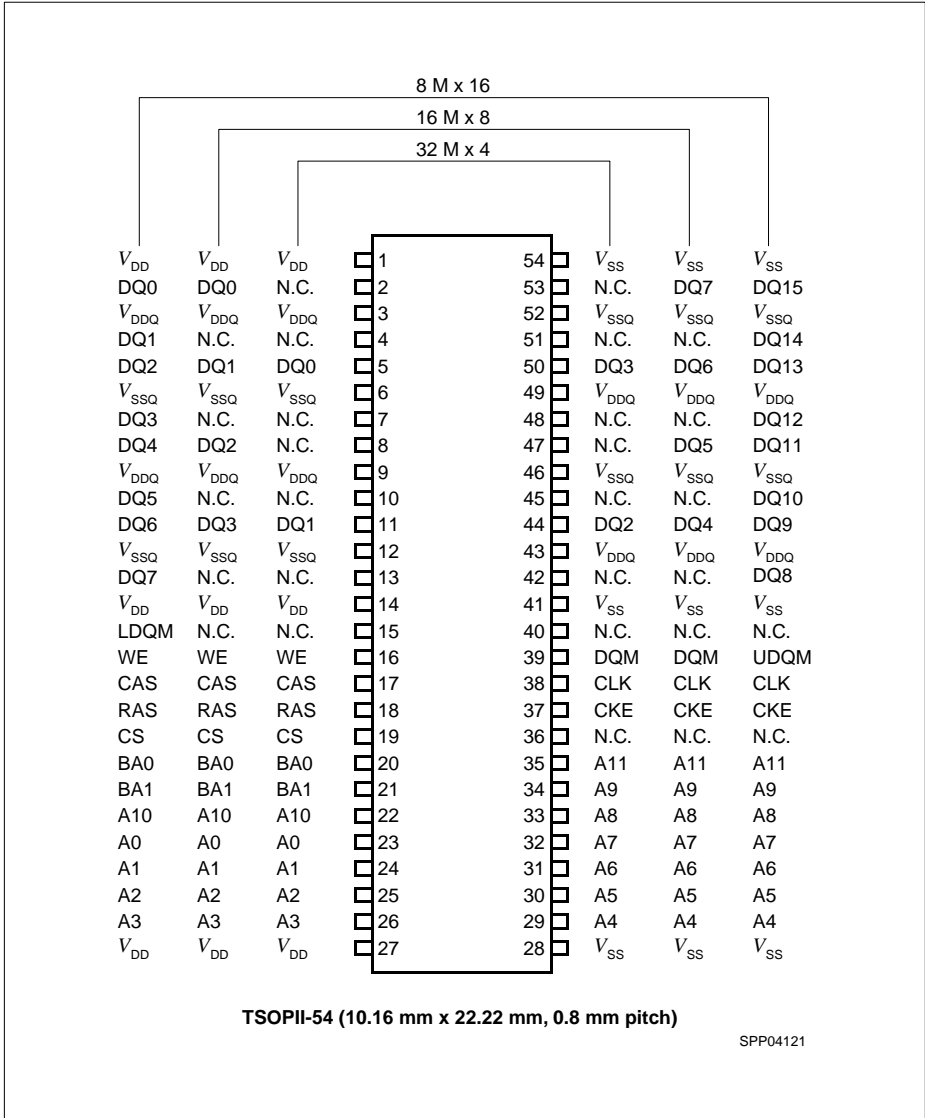 8 M x 16
16 M x 8
32 M x 4
VDD VDD VDD 1 54 VSS VSS VSS
DQ0 DQ0 N.C. 2 53 N.C. DQ7 DQ15
VDDQ VDDQ VDDQ 3 52 VSSQ VSSQ VSSQ
DQ1 N.C. N.C. 4 51 N.C. N.C. DQ14
DQ2 DQ1 DQ0 5 50 DQ3 DQ6 DQ13
VSSQ VSSQ VSSQ 6 49 VDDQ VDDQ VDDQ
DQ3 N.C. N.C. 7 48 N.C. N.C. DQ12
DQ4 DQ2 N.C. 8 47 N.C. DQ5 DQ11
VDDQ VDDQ VDDQ 9 46 VSSQ VSSQ VSSQ
DQ5 N.C. N.C. 10 45 N.C. N.C. DQ10
DQ6 DQ3 DQ1 11 44 DQ2 DQ4 DQ9
VSSQ VSSQ VSSQ 12 43 VDDQ VDDQ VDDQ
DQ7 N.C. N.C. 13 42 N.C. N.C. DQ8
VDD VDD VDD 14 41 VSS VSS VSS
LDQM N.C. N.C. 15 40 N.C. N.C. N.C.
WE WE WE 16 39 DQM DQM UDQM
CAS CAS CAS 17 38 CLK CLK CLK
RAS RAS RAS 18 37 CKE CKE CKE
CS CS CS 19 36 N.C. N.C. N.C.
BA0 BA0 BA0 20 35 A11 A11 A11
BA1 BA1 BA1 21 34 A9 A9 A9
A10 A10 A10 22 33 A8 A8 A8
A0 A0 A0 23 32 A7 A7 A7
A1 A1 A1 24 31 A6 A6 A6
A2 A2 A2 25 30 A5 A5 A5
A3 A3 A3 26 29 A4 A4 A4
VDD VDD VDD 27 28 VSS VSS VSS
TSOPII-54 (10.16 mm x 22.22 mm, 0.8 mm pitch)
SPP04121